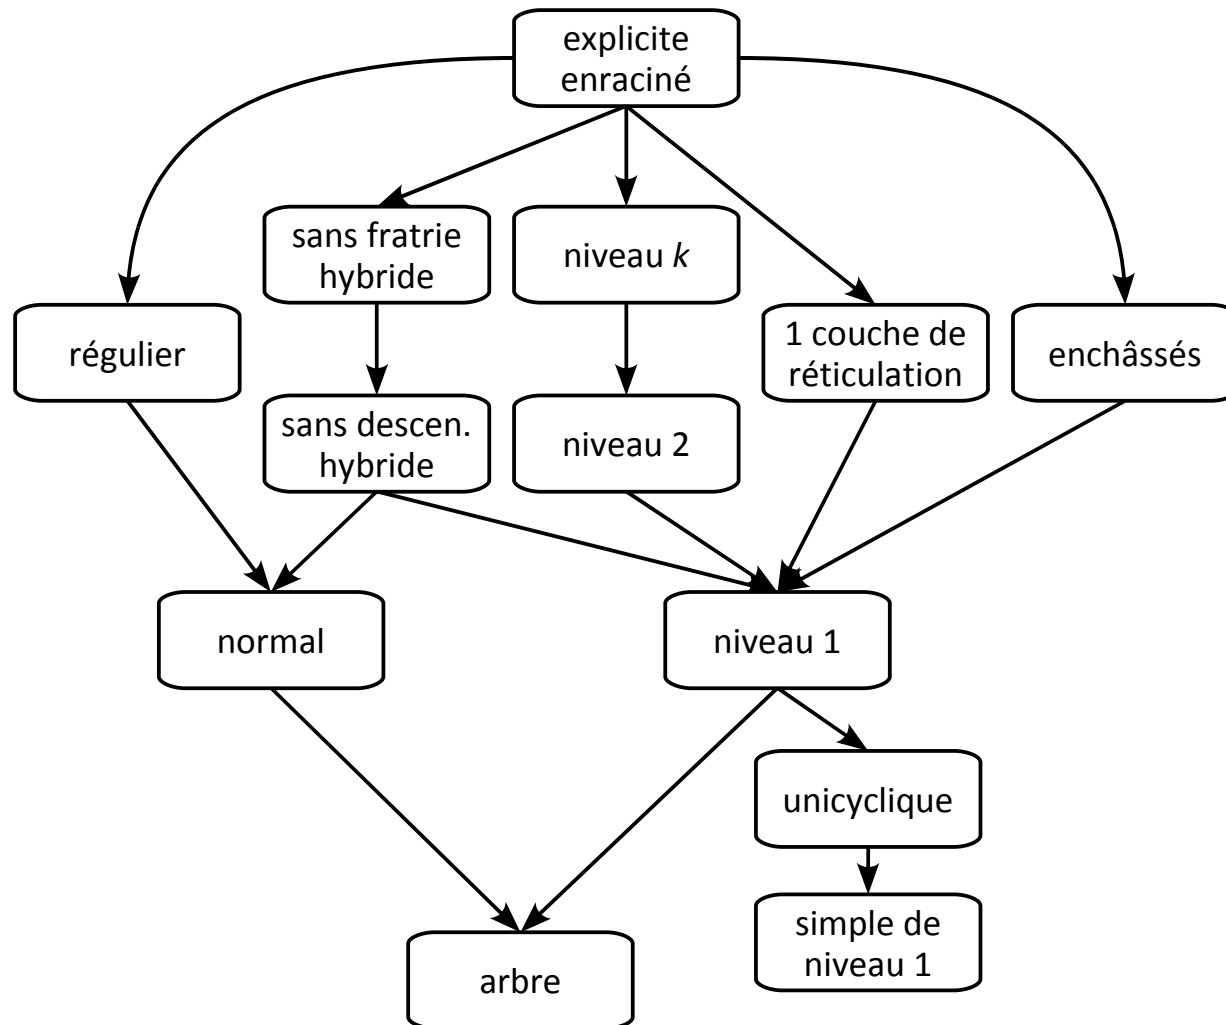 explicite
enraciné
sans fratrie
hybride
niveau k
régulier
1 couche de
réticulation
enchâssés
sans descen.
hybride
niveau 2
normal
niveau 1
unicyclique
simple de
niveau 1
arbre